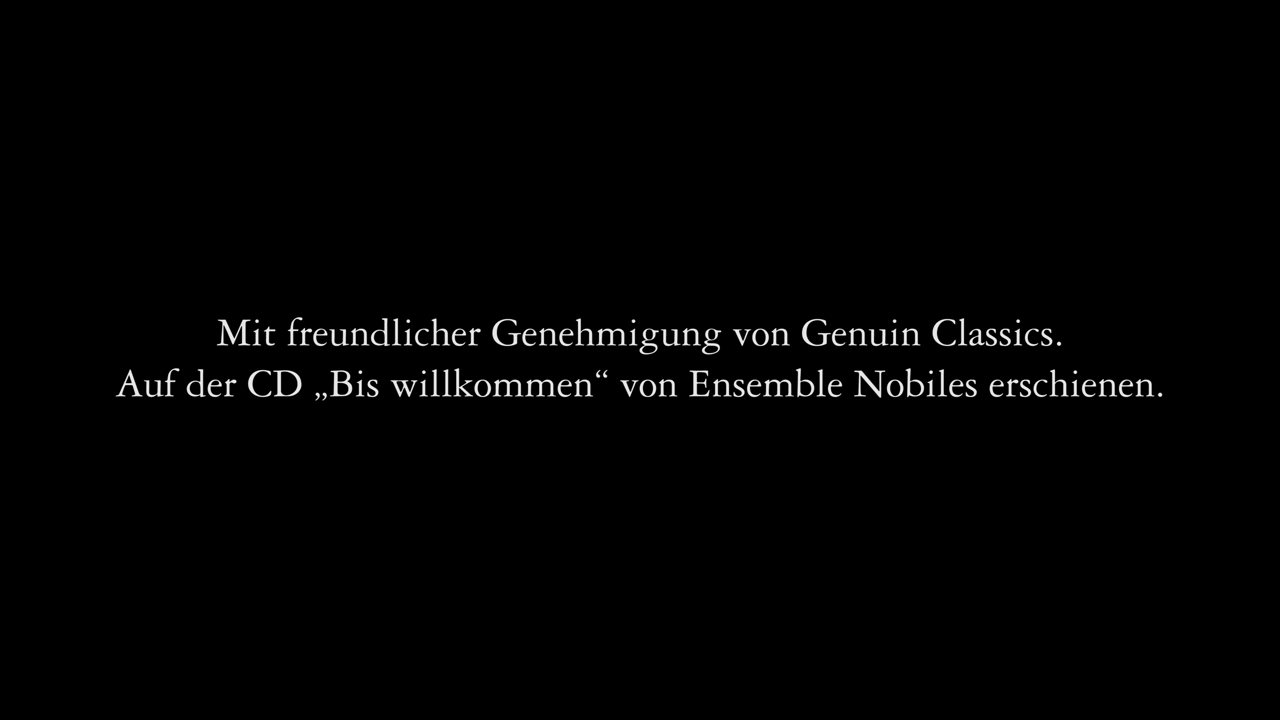 Mit freundlicher Genehmigung von Genuin Classics.
Auf der CD „Bis willkommen“ von Ensemble Nobiles erschienen.